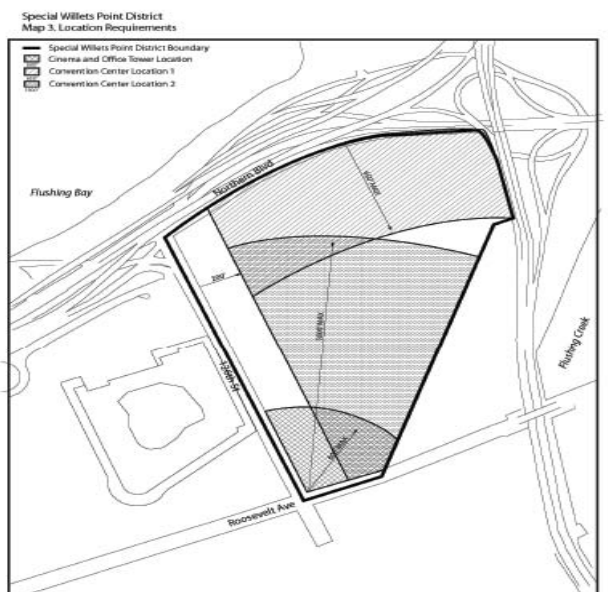 Special Willets Point District
Map 3. Location Requirements
Special Willets Point District Boundary
Cinema and Office Tower Location
Convention Center Location 1
Convention Center Location 2
Northern Blvd
Flushing Bay
200'
126th St
Flushing Creek
Roosevelt Ave